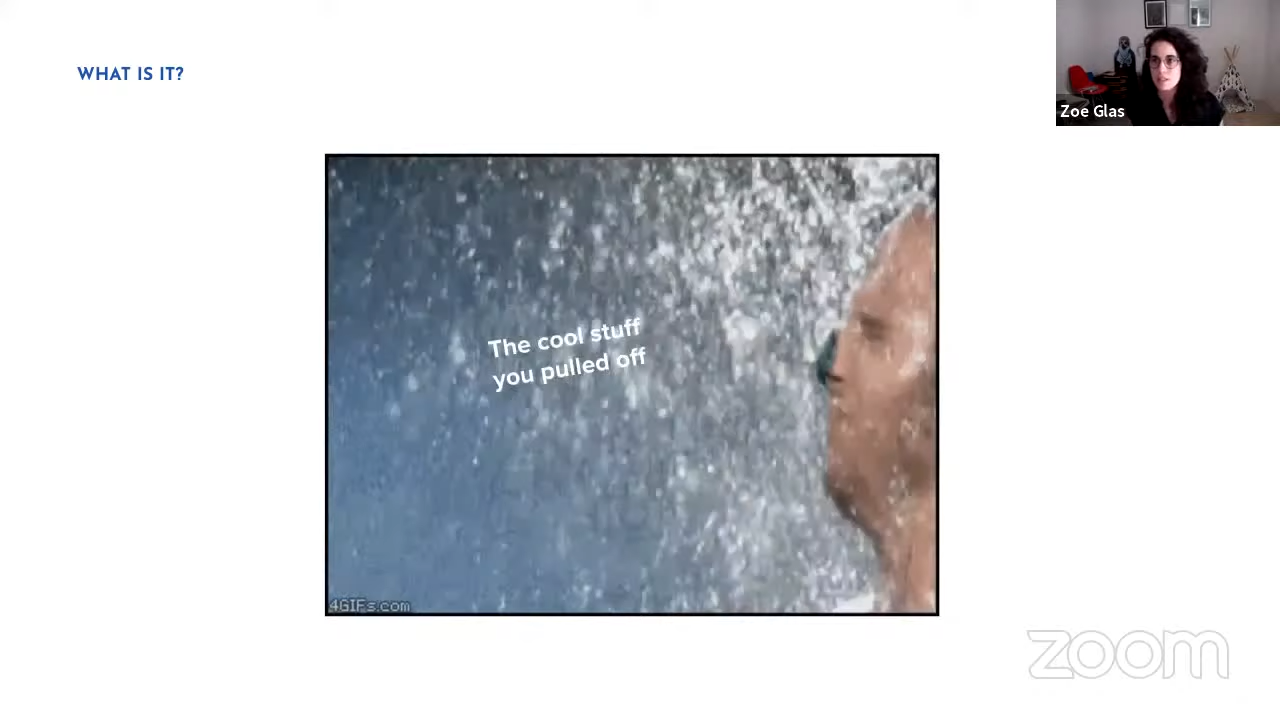 WHAT IS IT?
Zoe Glas
The cool stuff
you pulled off
4GIFs.com
zoom